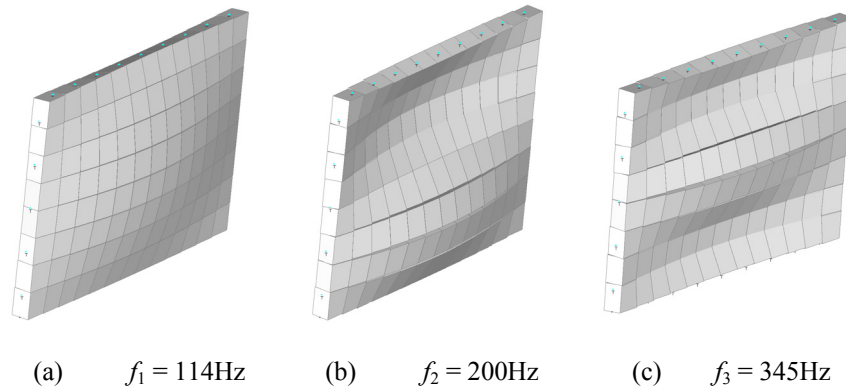 (a) f₁ = 114Hz (b) f₂ = 200Hz (c) f₃ = 345Hz